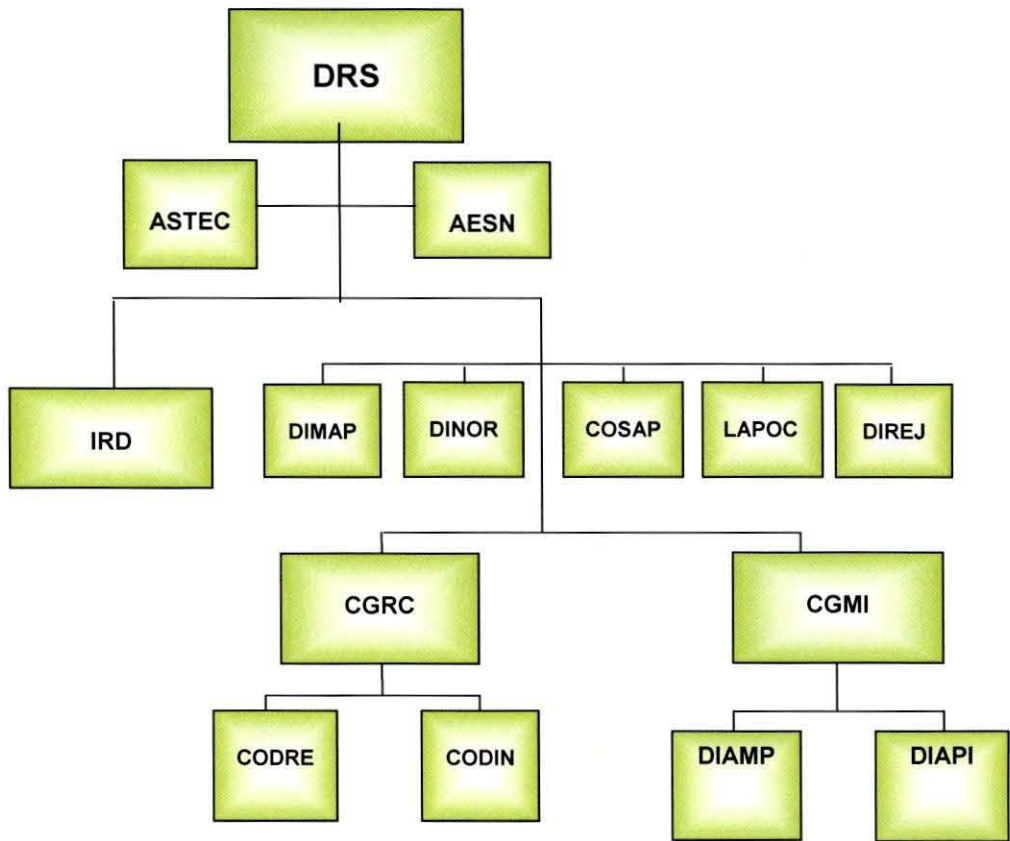 DRS
ASTEC
AESN
IRD
DIMAP
DINOR
COSAP
LAPOC
DIREJ
CGRC
CGMI
CODRE
CODIN
DIAMP
DIAPI